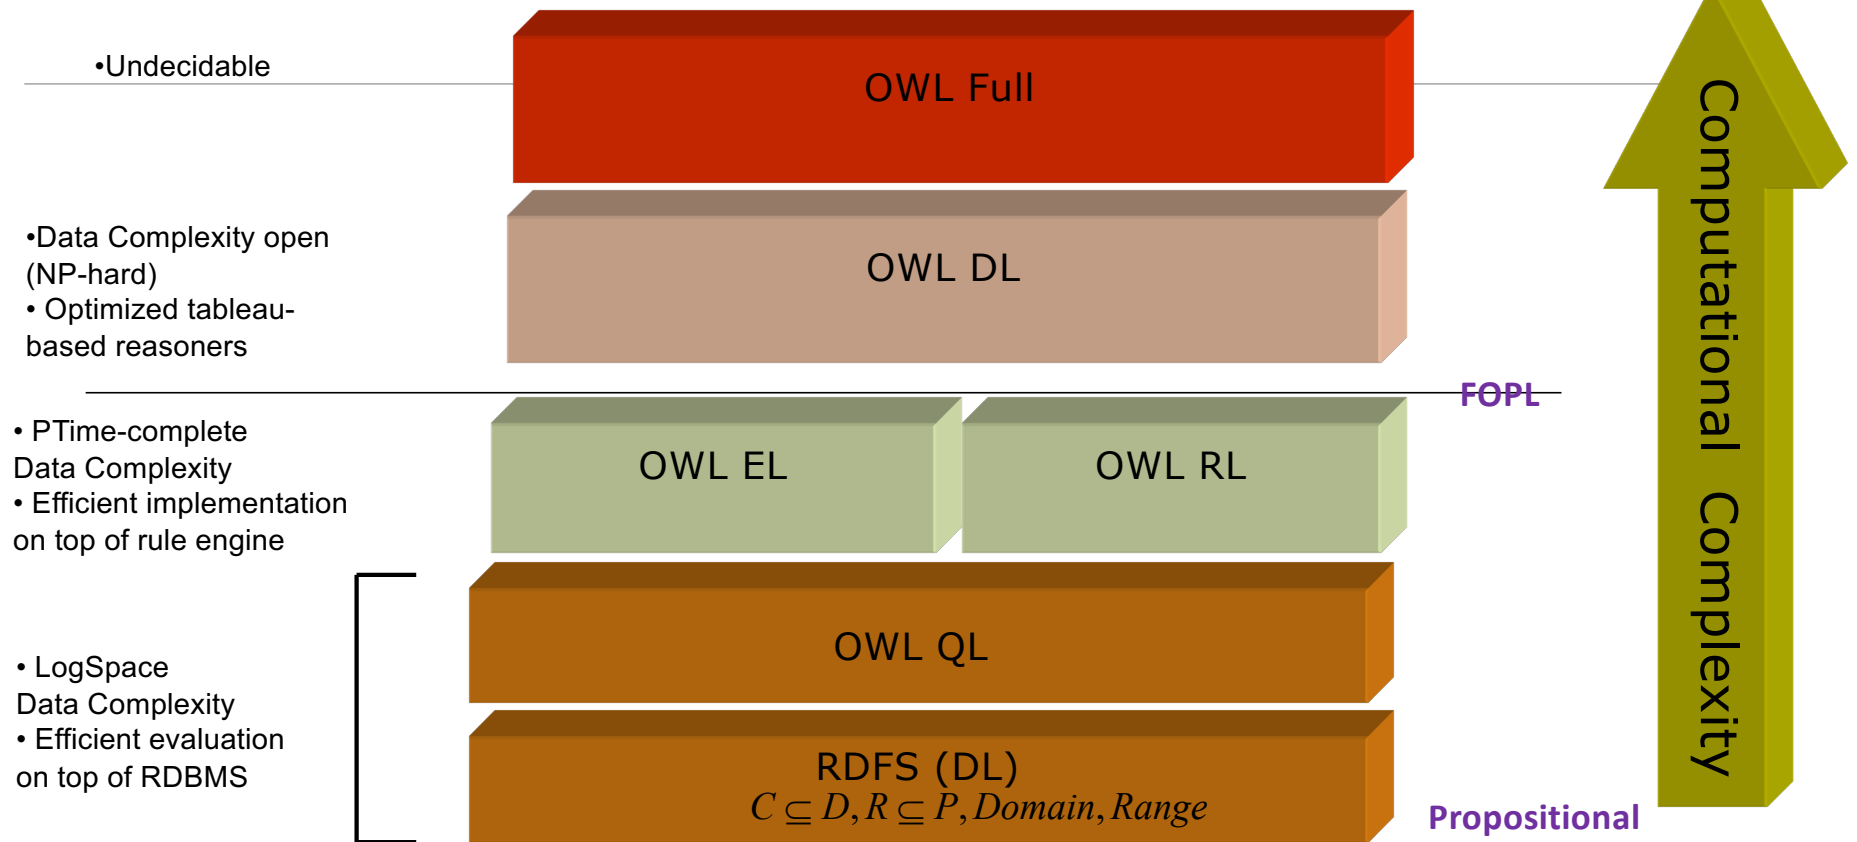 •Undecidable
OWL Full
•Data Complexity open
(NP-hard)
• Optimized tableau-
based reasoners
OWL DL
FOPL
• PTime-complete
Data Complexity
• Efficient implementation
on top of rule engine
OWL EL
OWL RL
OWL QL
• LogSpace
Data Complexity
• Efficient evaluation
on top of RDBMS
RDFS (DL)
C ⊆ D, R ⊆ P, Domain, Range
Propositional
Computational Complexiity